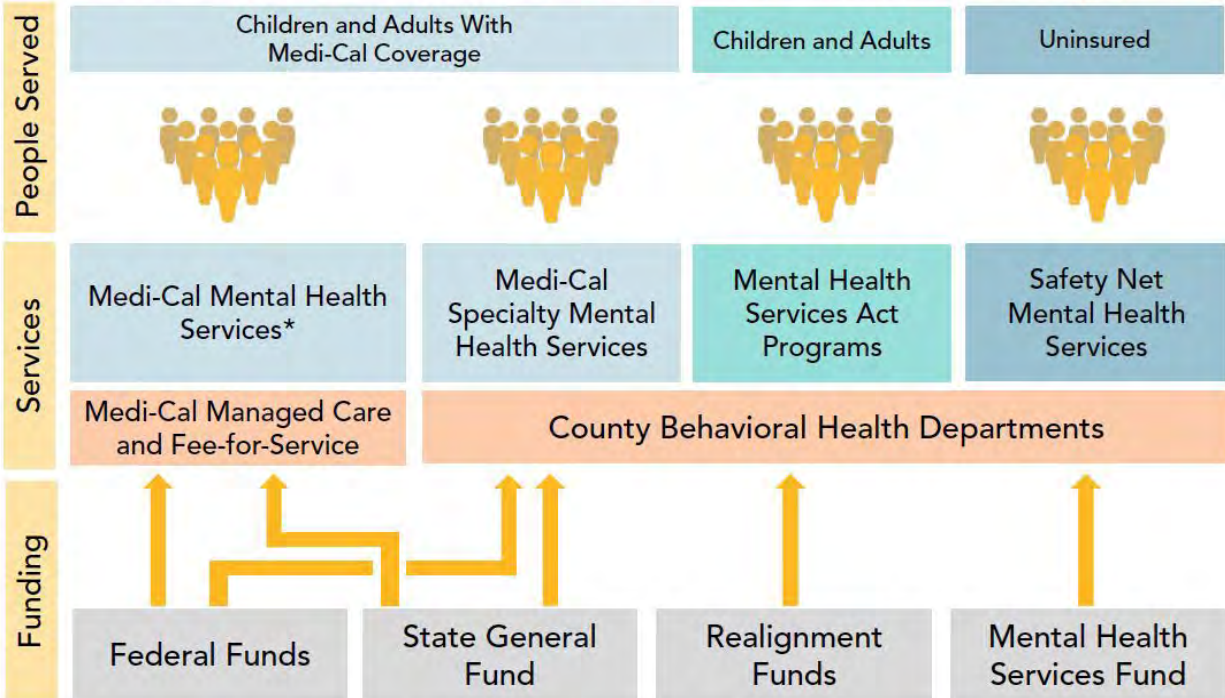 People Served
Children and Adults With
Medi-Cal Coverage
Children and Adults
Uninsured
Services
Medi-Cal Mental Health
Services*
Medi-Cal
Specialty Mental
Health Services
Mental Health
Services Act
Programs
Safety Net
Mental Health
Services
Medi-Cal Managed Care
and Fee-for-Service
County Behavioral Health Departments
Funding
Federal Funds
State General
Fund
Realignment
Funds
Mental Health
Services Fund